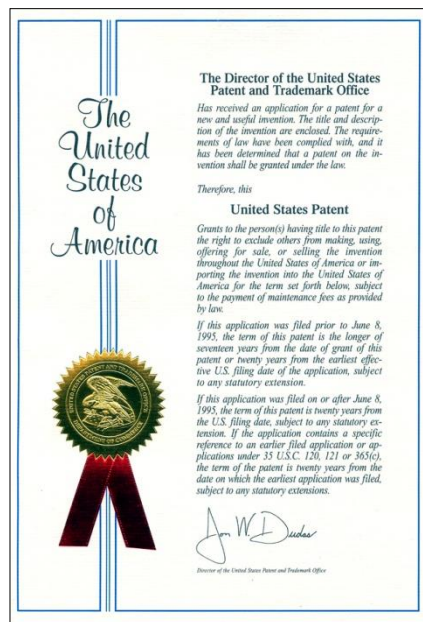 The
United
States
of
America
The Director of the United States
Patent and Trademark Office
Has received an application for a patent for a
new and useful invention. The title and descrip-
tion of the invention are enclosed. The require-
ments of law have been complied with, and it
has been determined that a patent on the in-
vention shall be granted under the law.
Therefore, this
United States Patent
Grants to the person(s) having title to this patent
the right to exclude others from making, using,
offering for sale, or selling the invention
throughout the United States of America or im-
porting the invention into the United States
of America for the term set forth below, subject
to the payment of maintenance fees as provided
by law.
If this application was filed prior to June 8,
1995, the term of this patent is the longer of
seventeen years from the date of grant of this
patent or twenty years from the earliest effec-
tive U.S. filing date of the application, subject
to any statutory extension.
If this application was filed on or after June 8,
1995, the term of this patent is twenty years from
the U.S. filing date, subject to any statutory ex-
tension. If the application contains a specific
reference to an earlier filed application or ap-
plications under 35 U.S.C. 120, 121 or 365(c),
the term of the patent is twenty years from the
date on which the earliest application was filed,
subject to any statutory extensions.
Jon W. Dudas
Director of the United States Patent and Trademark Office
UNITED STATES PATENT AND TRADEMARK OFFICE
DEPARTMENT OF COMMERCE